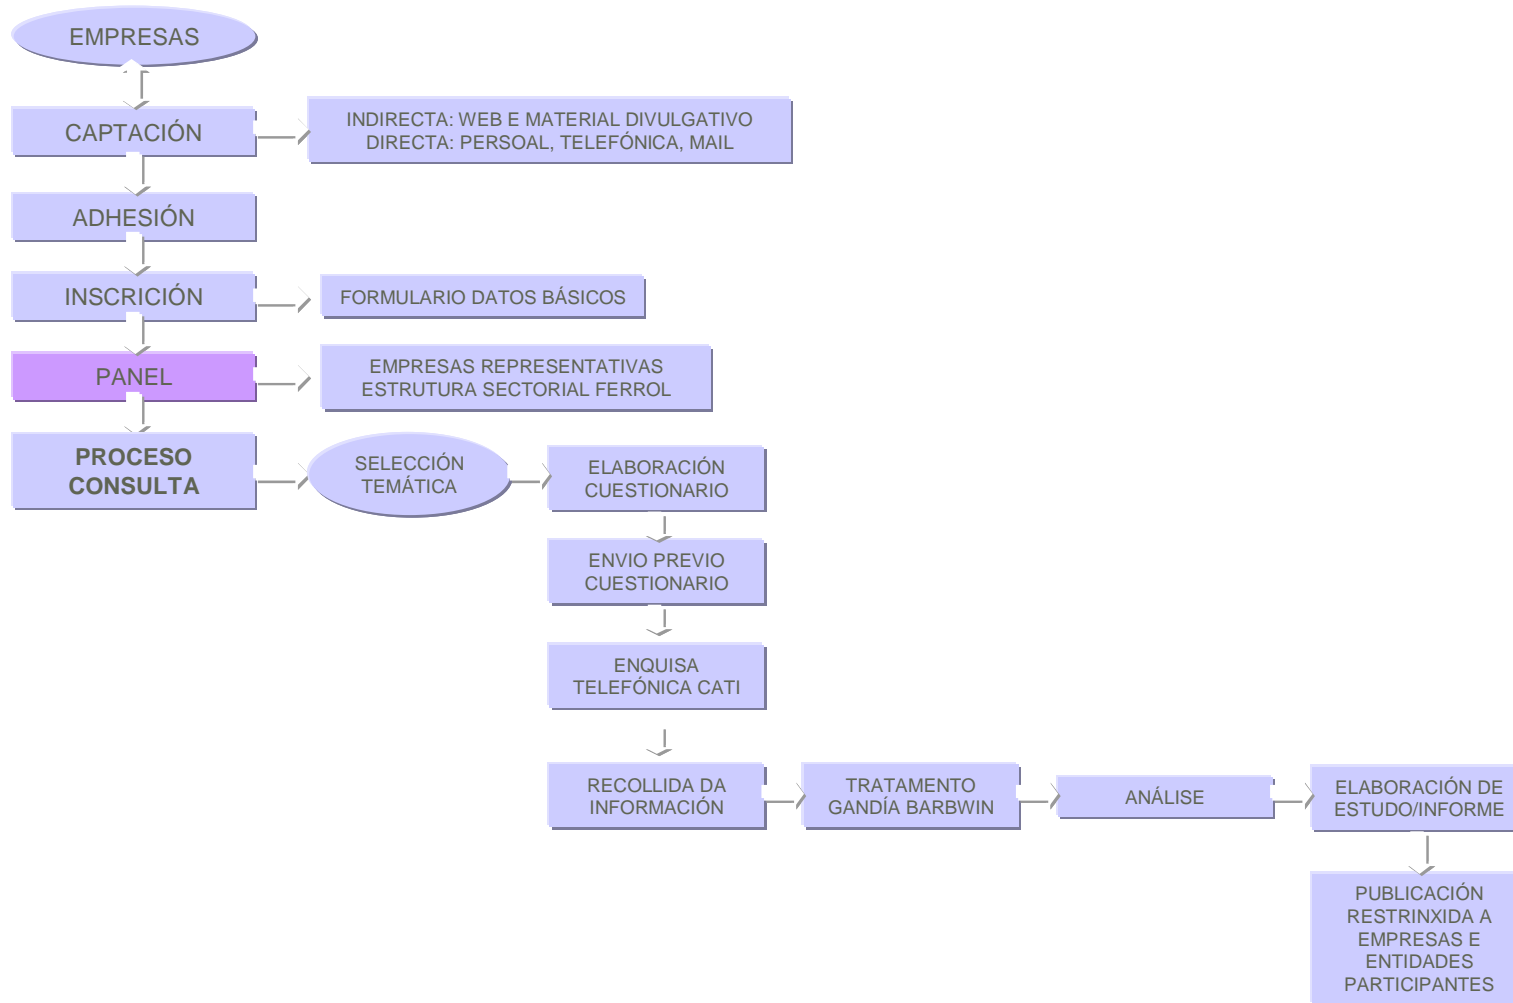 EMPRESAS
CAPTACIÓN
INDIRECTA: WEB E MATERIAL DIVULGATIVO
DIRECTA: PERSOAL, TELEFÓNICA, MAIL
ADHESIÓN
INSCRICIÓN
FORMULARIO DATOS BÁSICOS
PANEL
EMPRESAS REPRESENTATIVAS
ESTRUTURA SECTORIAL FERROL
PROCESO
CONSULTA
SELECCIÓN
TEMÁTICA
ELABORACIÓN
CUESTIONARIO
ENVIO PREVIO
CUESTIONARIO
ENQUISA
TELEFÓNICA CATI
RECOLLIDA DA
INFORMACIÓN
TRATAMENTO
GANDÍA BARBWIN
ANÁLISE
ELABORACIÓN DE
ESTUDO/INFORME
PUBLICACIÓN
RESTRINXIDA A
EMPRESAS E
ENTIDADES
PARTICIPANTES